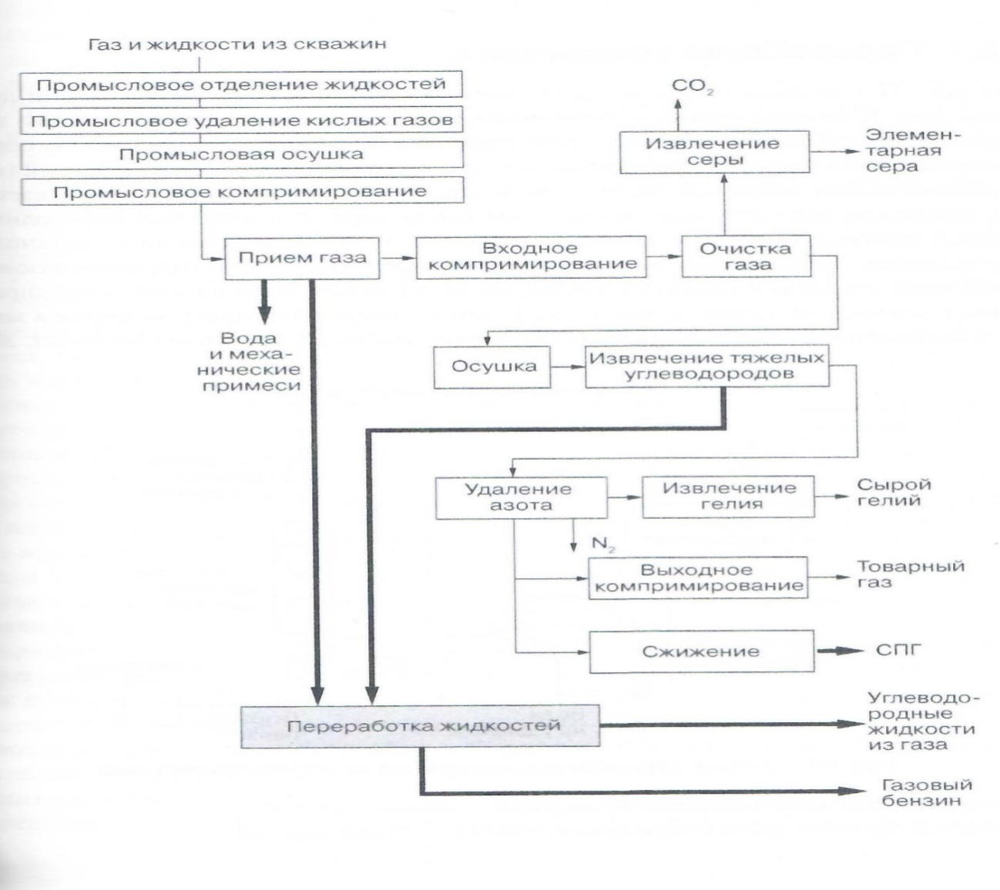 Газ и жидкости из скважин
Промысловое отделение жидкостей
Промысловое удаление кислых газов
Промысловая осушка
Промысловое компримирование
CO2
Извлечение
серы
Элемен-
тарная
сера
Прием газа
Входное
компримирование
Очистка
газа
Вода
и меха-
нические
примеси
Осушка
Извлечение тяжелых
углеводородов
Удаление
азота
Извлечение
гелия
Сырой
гелий
N2
Выходное
компримирование
Товарный
газ
Сжижение
СПГ
Переработка жидкостей
Углеводо-
родные
жидкости
из газа
Газовый
бензин